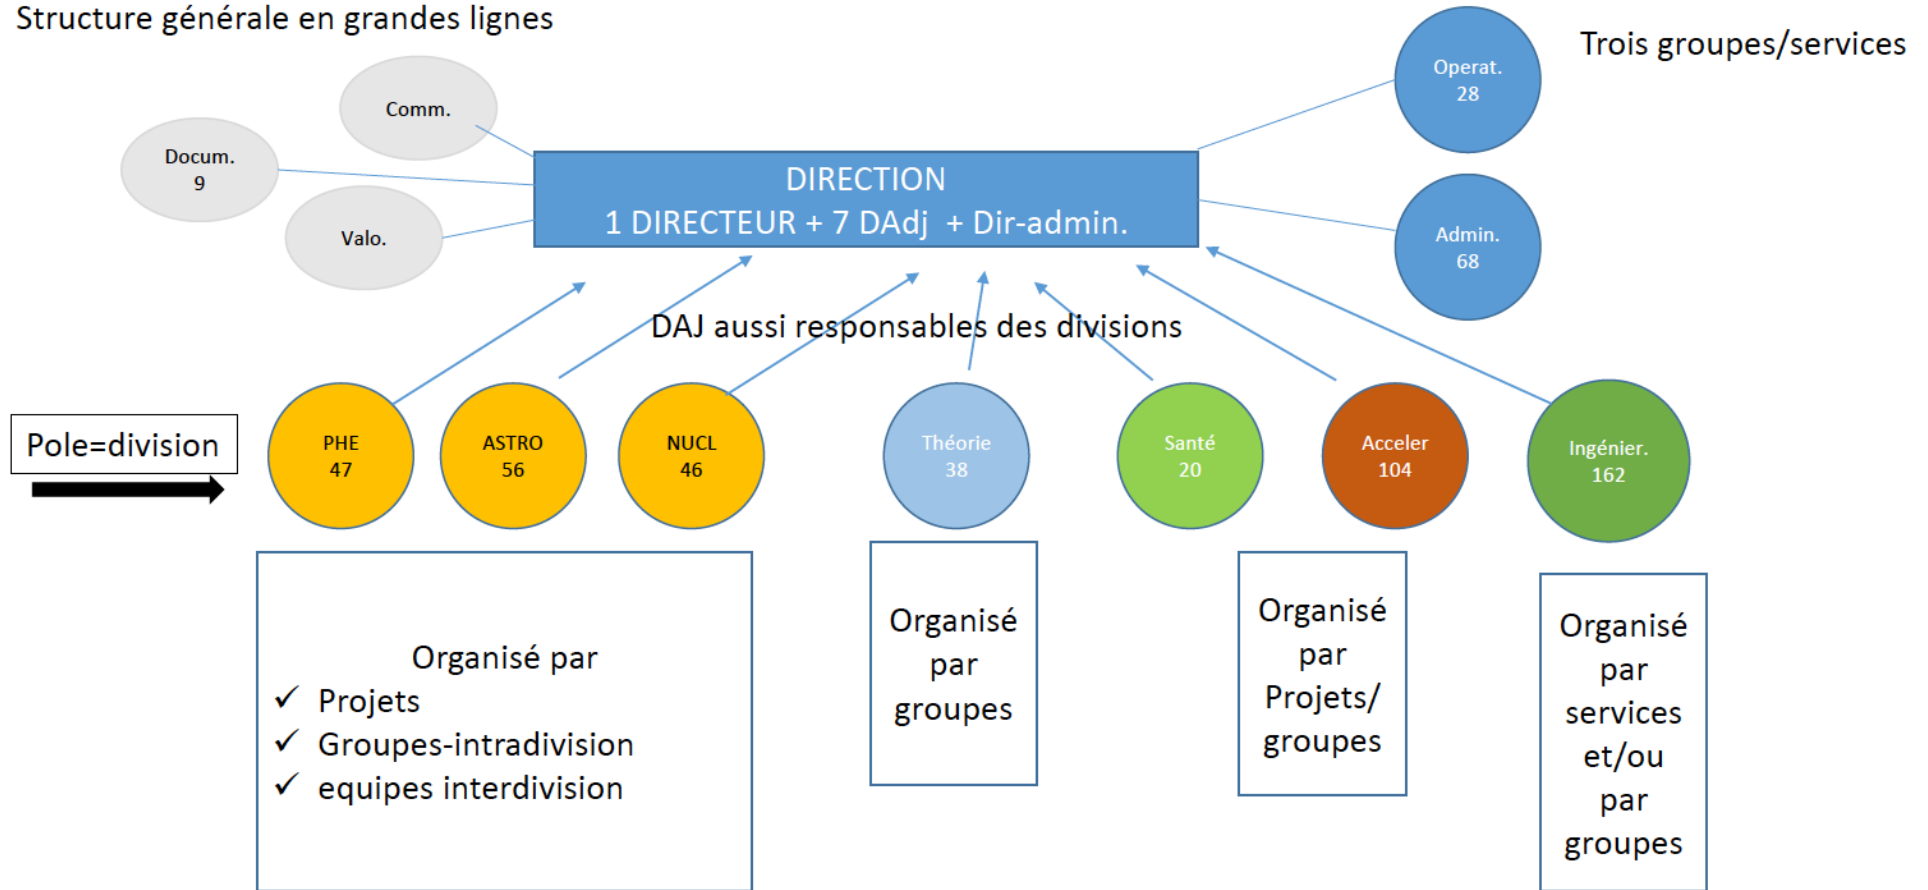 Structure générale en grandes lignes
Trois groupes/services
Comm.
Docum.
9
Valo.
DIRECTION
1 DIRECTEUR + 7 DAdj + Dir-admin.
Operat.
28
Admin.
68
DAJ aussi responsables des divisions
Pole=division
PHE
47
ASTRO
56
NUCL
46
Théorie
38
Santé
20
Acceler
104
Ingénier.
162
Organisé par
✓ Projets
✓ Groupes-intradivision
✓ equipes interdivision
Organisé
par
groupes
Organisé
par
Projets/
groupes
Organisé
par
services
et/ou
par
groupes